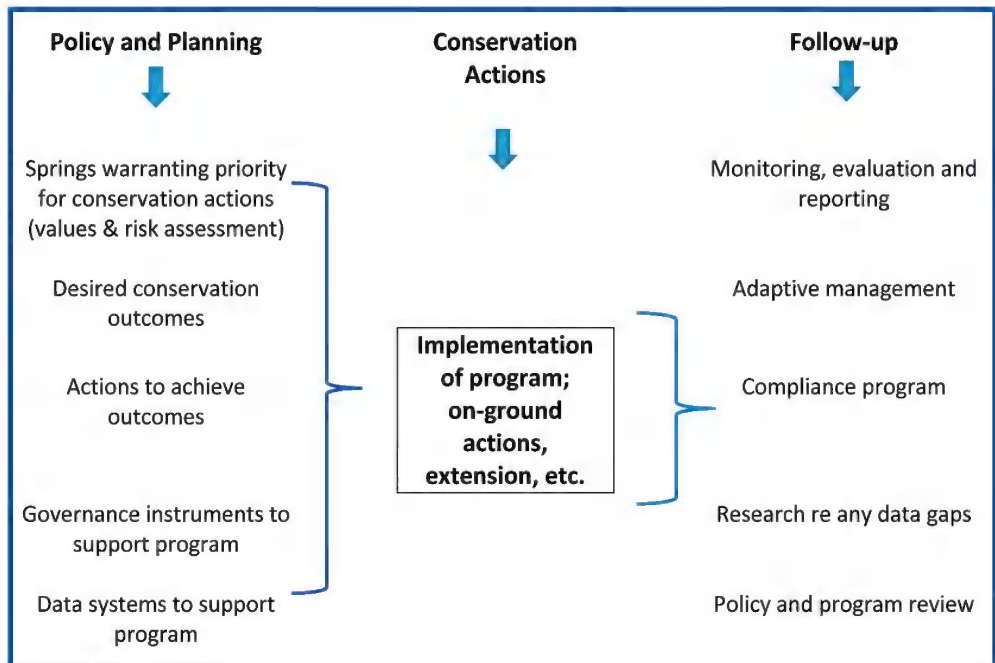 Policy and Planning
Springs warranting priority
for conservation actions
(values & risk assessment)
Desired conservation
outcomes
Actions to achieve
outcomes
Governance instruments to
support program
Data systems to support
program
Conservation
Actions
Implementation
of program;
on-ground
actions,
extension, etc.
Follow-up
Monitoring, evaluation and
reporting
Adaptive management
Compliance program
Research re any data gaps
Policy and program review